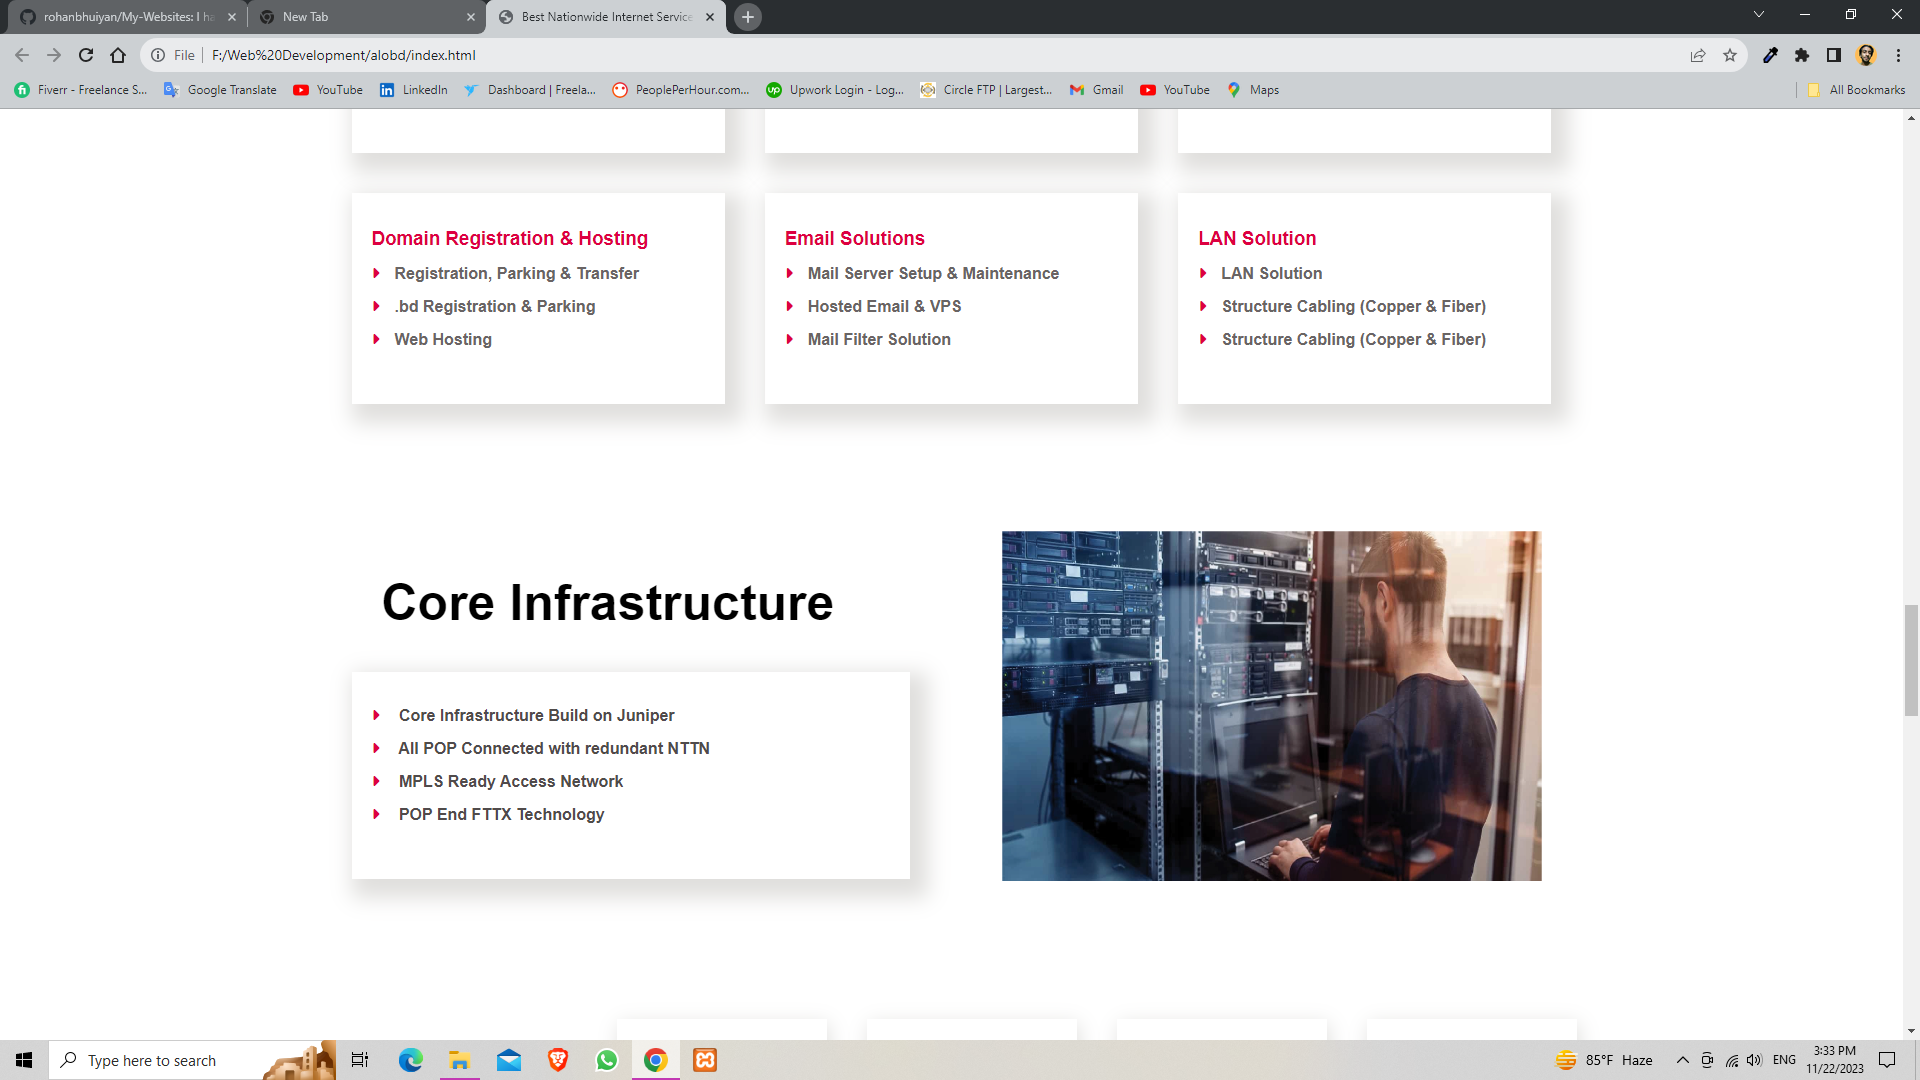 rohanbhuiyan/My-Websites: I ha
New Tab
Best Nationwide Internet Service
File
F:/Web%20Development/alobd/index.html
Fiverr - Freelance S...
Google Translate
YouTube
LinkedIn
Dashboard | Freela...
PeoplePerHour.com...
Upwork Login - Log...
Circle FTP | Largest...
Gmail
YouTube
Maps
All Bookmarks
Domain Registration & Hosting
Registration, Parking & Transfer
.bd Registration & Parking
Web Hosting
Email Solutions
Mail Server Setup & Maintenance
Hosted Email & VPS
Mail Filter Solution
LAN Solution
LAN Solution
Structure Cabling (Copper & Fiber)
Structure Cabling (Copper & Fiber)
Core Infrastructure
Core Infrastructure Build on Juniper
All POP Connected with redundant NTTN
MPLS Ready Access Network
POP End FTTX Technology
Type here to search
85°F Haze
ENG
3:33 PM
11/22/2023